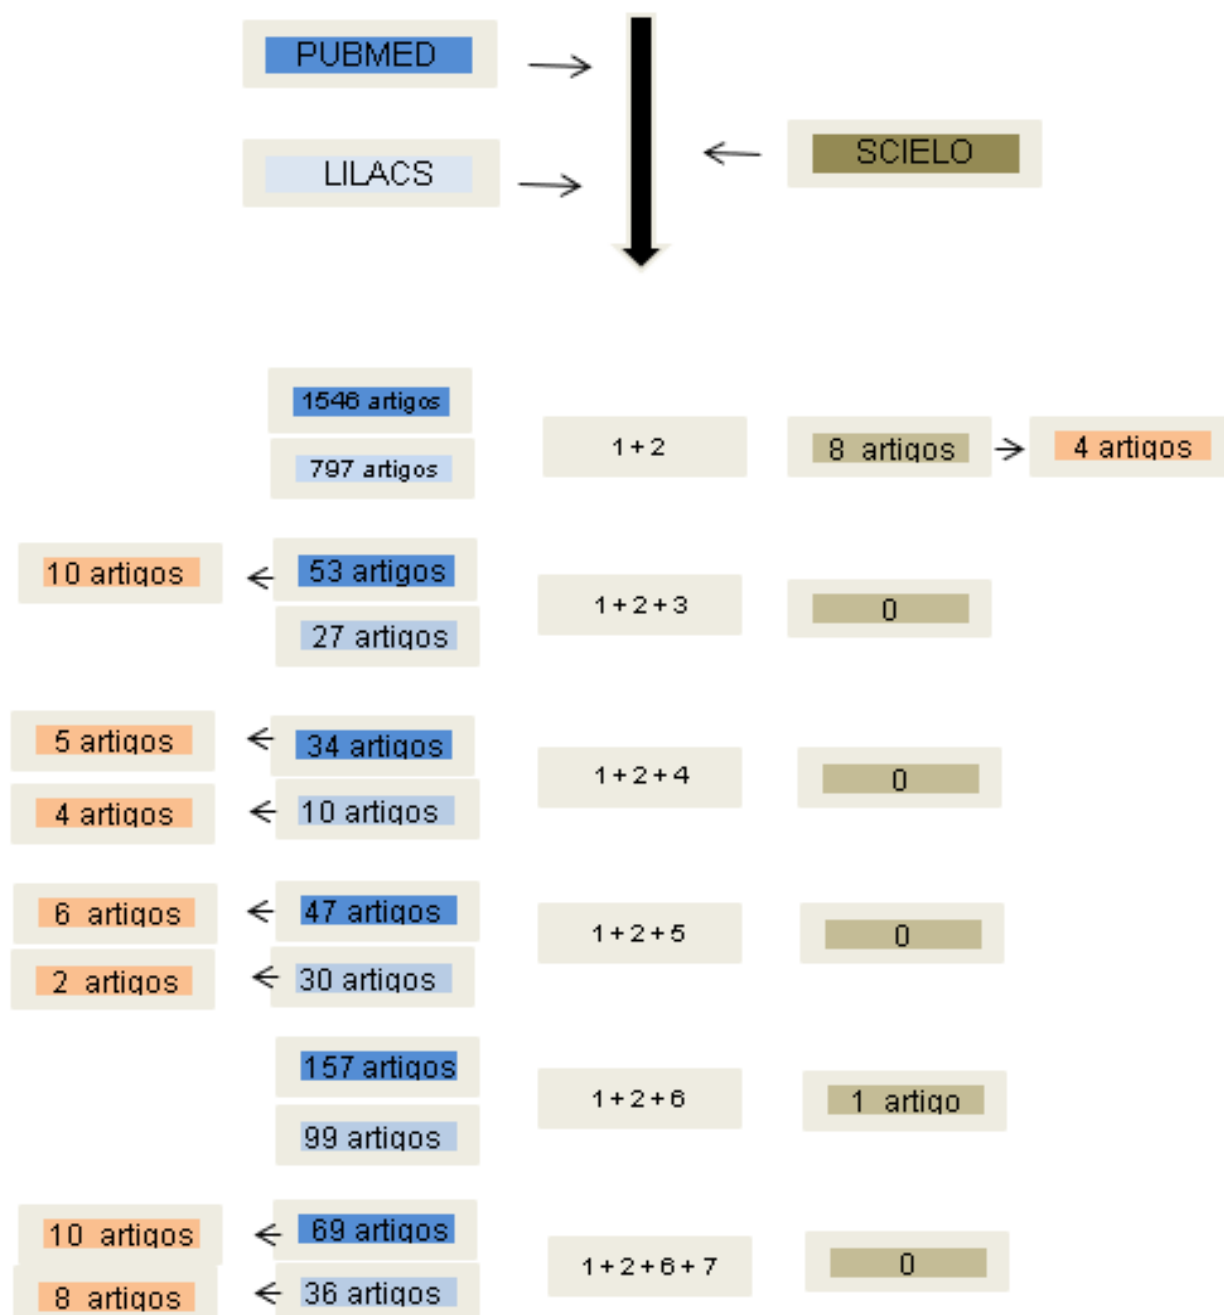 PUBMED
LILACS
SCIELO
1546 artigos
797 artigos
1 + 2
8 artigos
4 artigos
10 artigos
53 artigos
27 artigos
1 + 2 + 3
0
5 artigos
34 artigos
4 artigos
10 artigos
1 + 2 + 4
0
6 artigos
47 artigos
2 artigos
30 artigos
1 + 2 + 5
0
157 artigos
99 artigos
1 + 2 + 6
1 artigo
10 artigos
69 artigos
8 artigos
36 artigos
1 + 2 + 6 + 7
0